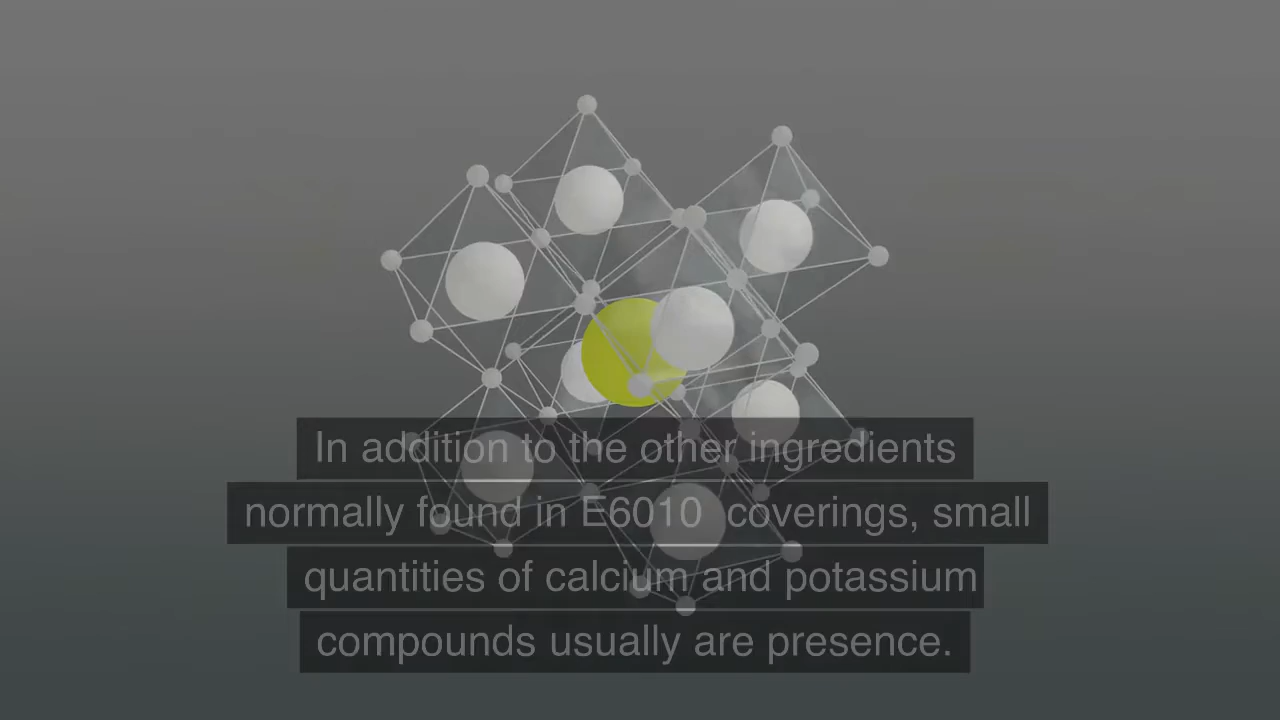 In addition to the other ingredients
normally found in E6010  coverings, small
quantities of calcium and potassium
compounds usually are presence.